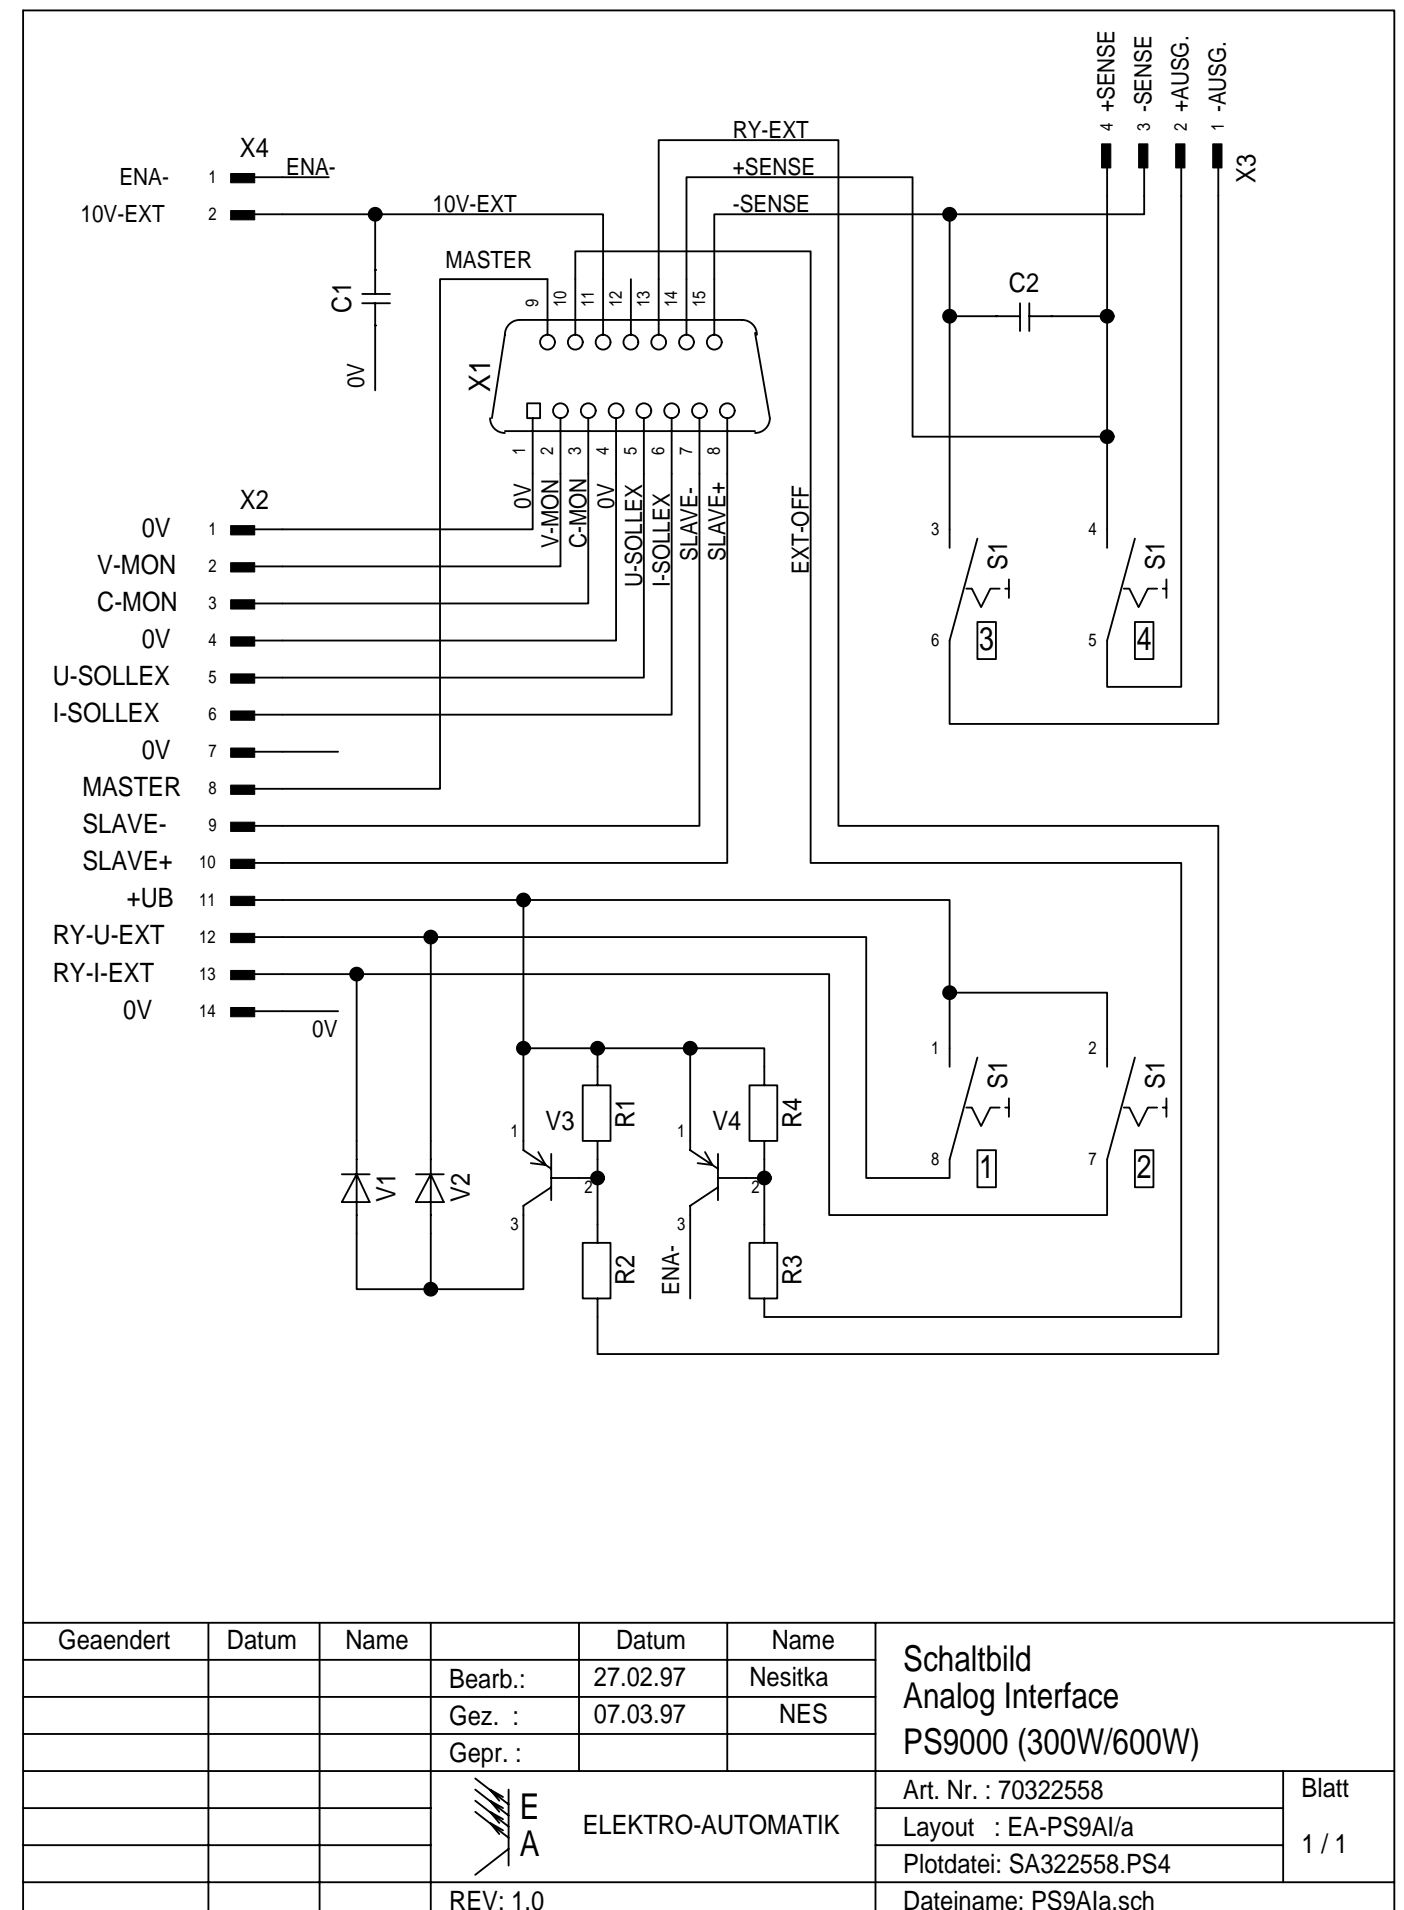 4 +SENSE
3 -SENSE
2 +AUSG.
1 -AUSG.
X3
X4
ENA- 1 ENA-
10V-EXT 2 10V-EXT
RY-EXT
+SENSE
-SENSE
MASTER
C1
0V
C2
9 10 11 12 13 14 15
X1
1 2 3 4 5 6 7 8
0V
V-MON
C-MON
0V
U-SOLLEX
I-SOLLEX
SLAVE-
SLAVE+
EXT-OFF
X2
0V 1
V-MON 2
C-MON 3
0V 4
U-SOLLEX 5
I-SOLLEX 6
0V 7
MASTER 8
SLAVE- 9
SLAVE+ 10
+UB 11
RY-U-EXT 12
RY-I-EXT 13
0V 14 0V
3 S1 4 S1
6 3 5 4
1 S1 2 S1
8 1 7 2
V1 V2
1 V3 R1 1 V4 R4
2 2
3 3
R2 ENA- R3
Geaendert Datum Name Datum Name
Bearb.: 27.02.97 Nesitka
Gez. : 07.03.97 NES
Gepr. :
Schaltbild
Analog Interface
PS9000 (300W/600W)
E
A
ELEKTRO-AUTOMATIK
Art. Nr. : 70322558
Blatt
Layout : EA-PS9AI/a
1 / 1
Plotdatei: SA322558.PS4
REV: 1.0
Dateiname: PS9AIa.sch